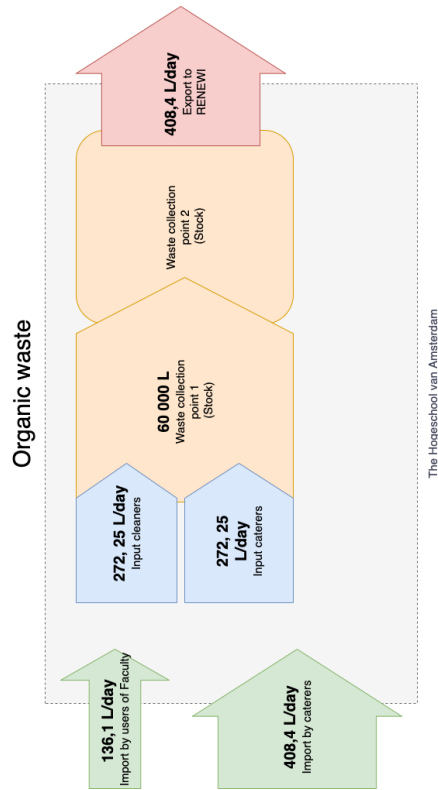 Organic waste
136,1 L/day
Import by users of Faculty
408,4 L/day
Import by caterers
272, 25 L/day
Input cleaners
272, 25
L/day
Input caterers
60 000 L
Waste collection
point 1
(Stock)
Waste collection
point 2
(Stock)
408,4 L/day
Export to
RENEWI
The Hogeschool van Amsterdam